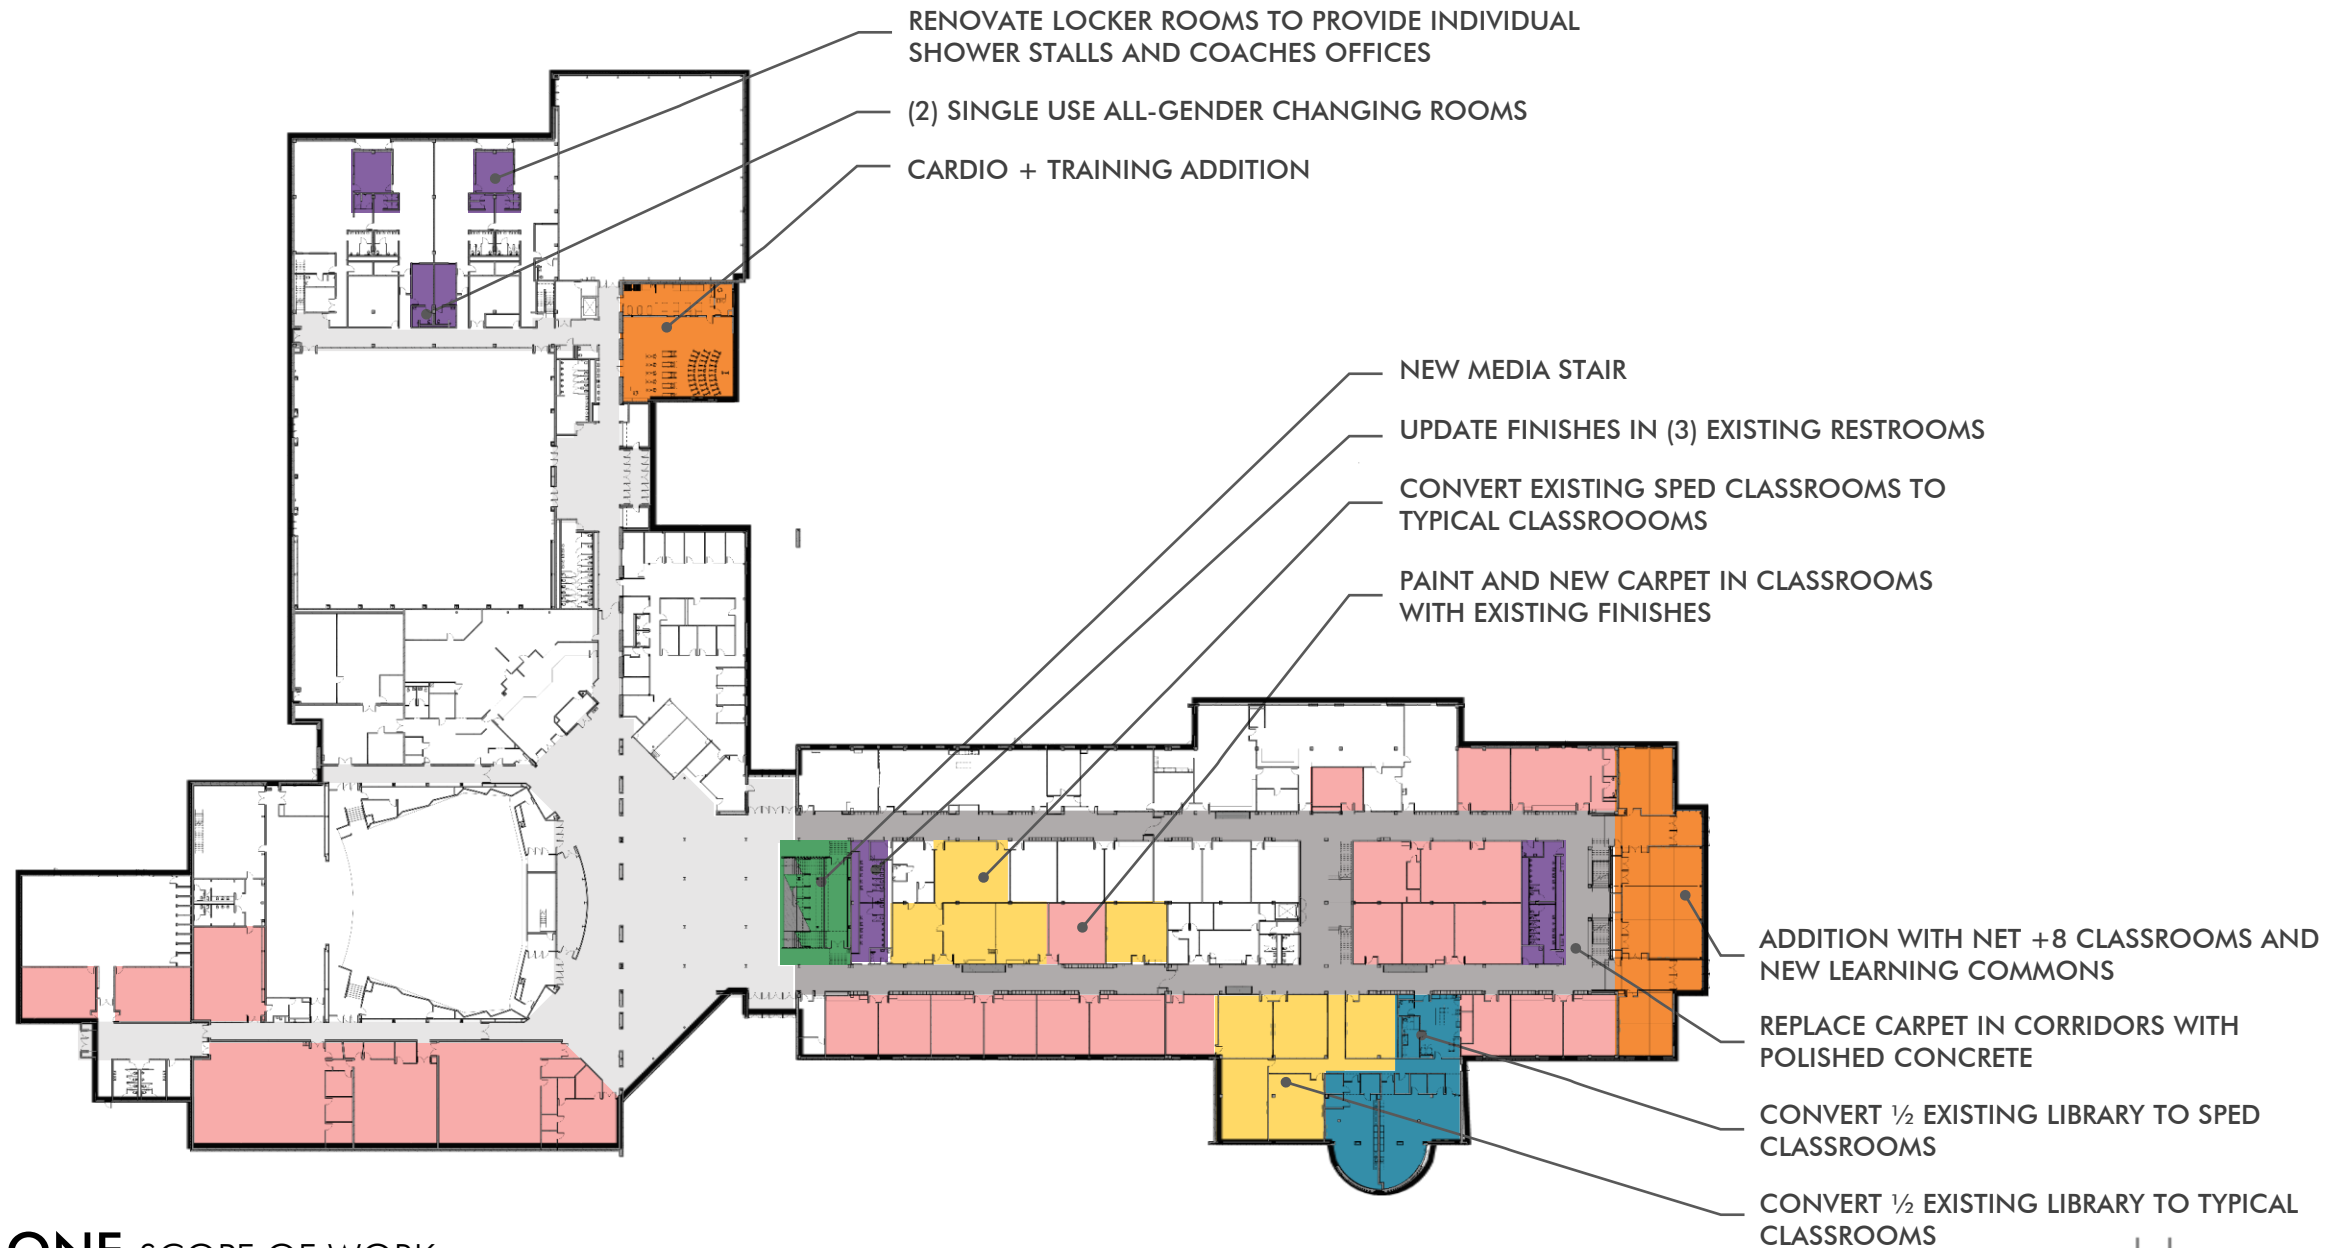 RENOVATE LOCKER ROOMS TO PROVIDE INDIVIDUAL
SHOWER STALLS AND COACHES OFFICES
(2) SINGLE USE ALL-GENDER CHANGING ROOMS
CARDIO + TRAINING ADDITION
NEW MEDIA STAIR
UPDATE FINISHES IN (3) EXISTING RESTROOMS
CONVERT EXISTING SPED CLASSROOMS TO
TYPICAL CLASSROOOMS
PAINT AND NEW CARPET IN CLASSROOMS
WITH EXISTING FINISHES
ADDITION WITH NET +8 CLASSROOMS AND
NEW LEARNING COMMONS
REPLACE CARPET IN CORRIDORS WITH
POLISHED CONCRETE
CONVERT ½ EXISTING LIBRARY TO SPED
CLASSROOMS
CONVERT ½ EXISTING LIBRARY TO TYPICAL
CLASSROOMS
ONE SCOPE OF WORK